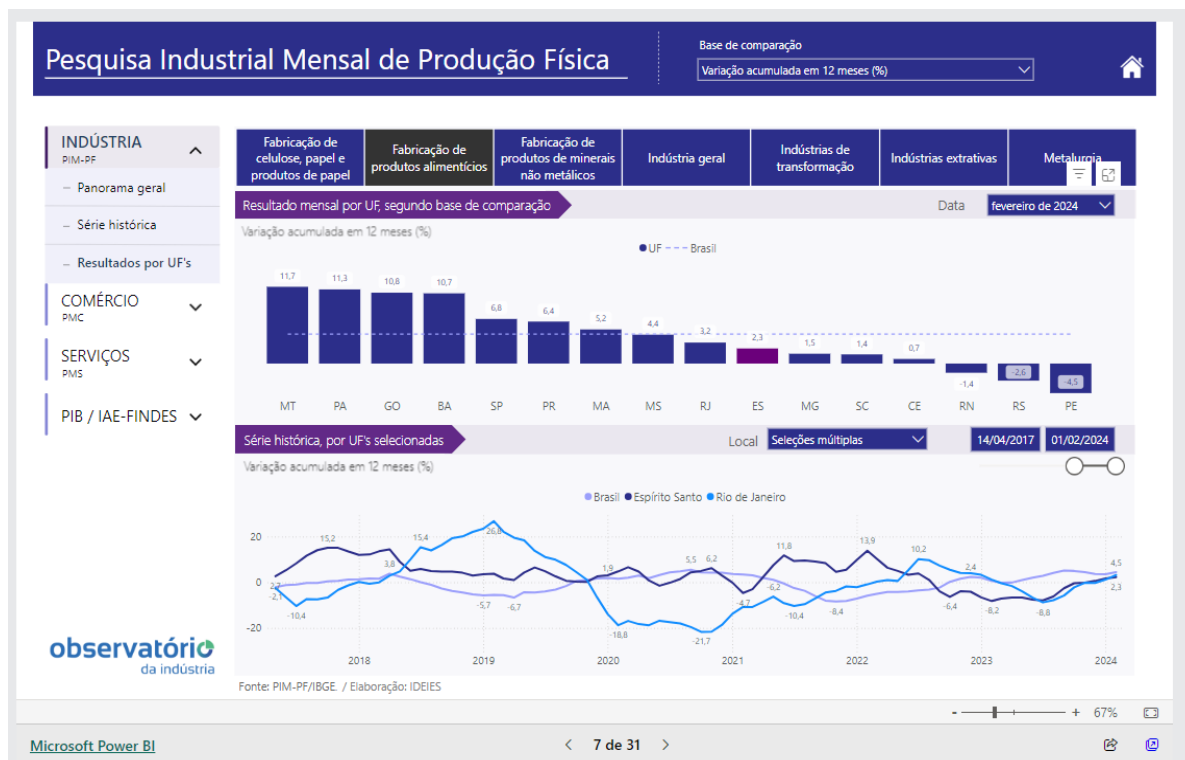 Pesquisa Industrial Mensal de Produção Física
Base de comparação
Variação acumulada em 12 meses (%)
INDÚSTRIA
PIM-PF
– Panorama geral
– Série histórica
– Resultados por UF's
COMÉRCIO
PMC
SERVIÇOS
PMS
PIB / IAE-FINDES
observatório
da indústria
Fabricação de
celulose, papel e
produtos de papel
Fabricação de
produtos alimentícios
Fabricação de
produtos de minerais
não metálicos
Indústria geral
Indústrias de
transformação
Indústrias extrativas
Metalurgia
Resultado mensal por UF, segundo base de comparação
Data
fevereiro de 2024
Variação acumulada em 12 meses (%)
UF --- Brasil
11,7 11,3 10,8 10,7 6,8 6,4 5,2 4,4 3,2 2,3 1,5 1,4 0,7 -1,4 -2,6 -4,5
MT PA GO BA SP PR MA MS RJ ES MG SC CE RN RS PE
Série histórica, por UF's selecionadas
Local
Seleções múltiplas
14/04/2017 01/02/2024
Variação acumulada em 12 meses (%)
Brasil Espírito Santo Rio de Janeiro
20
0
-20
2,2
-2,1
-10,4
15,2
3,8
15,4
26,8
-5,7
-6,7
1,9
-18,8
5,5
6,2
-21,7
-4,7
11,8
-6,2
-10,4
-8,4
13,9
10,2
-6,4
2,4
-8,2
-8,8
4,5
2,3
2018 2019 2020 2021 2022 2023 2024
Fonte: PIM-PF/IBGE. / Elaboração: IDEIES
- + 67%
Microsoft Power BI
< 7 de 31 >